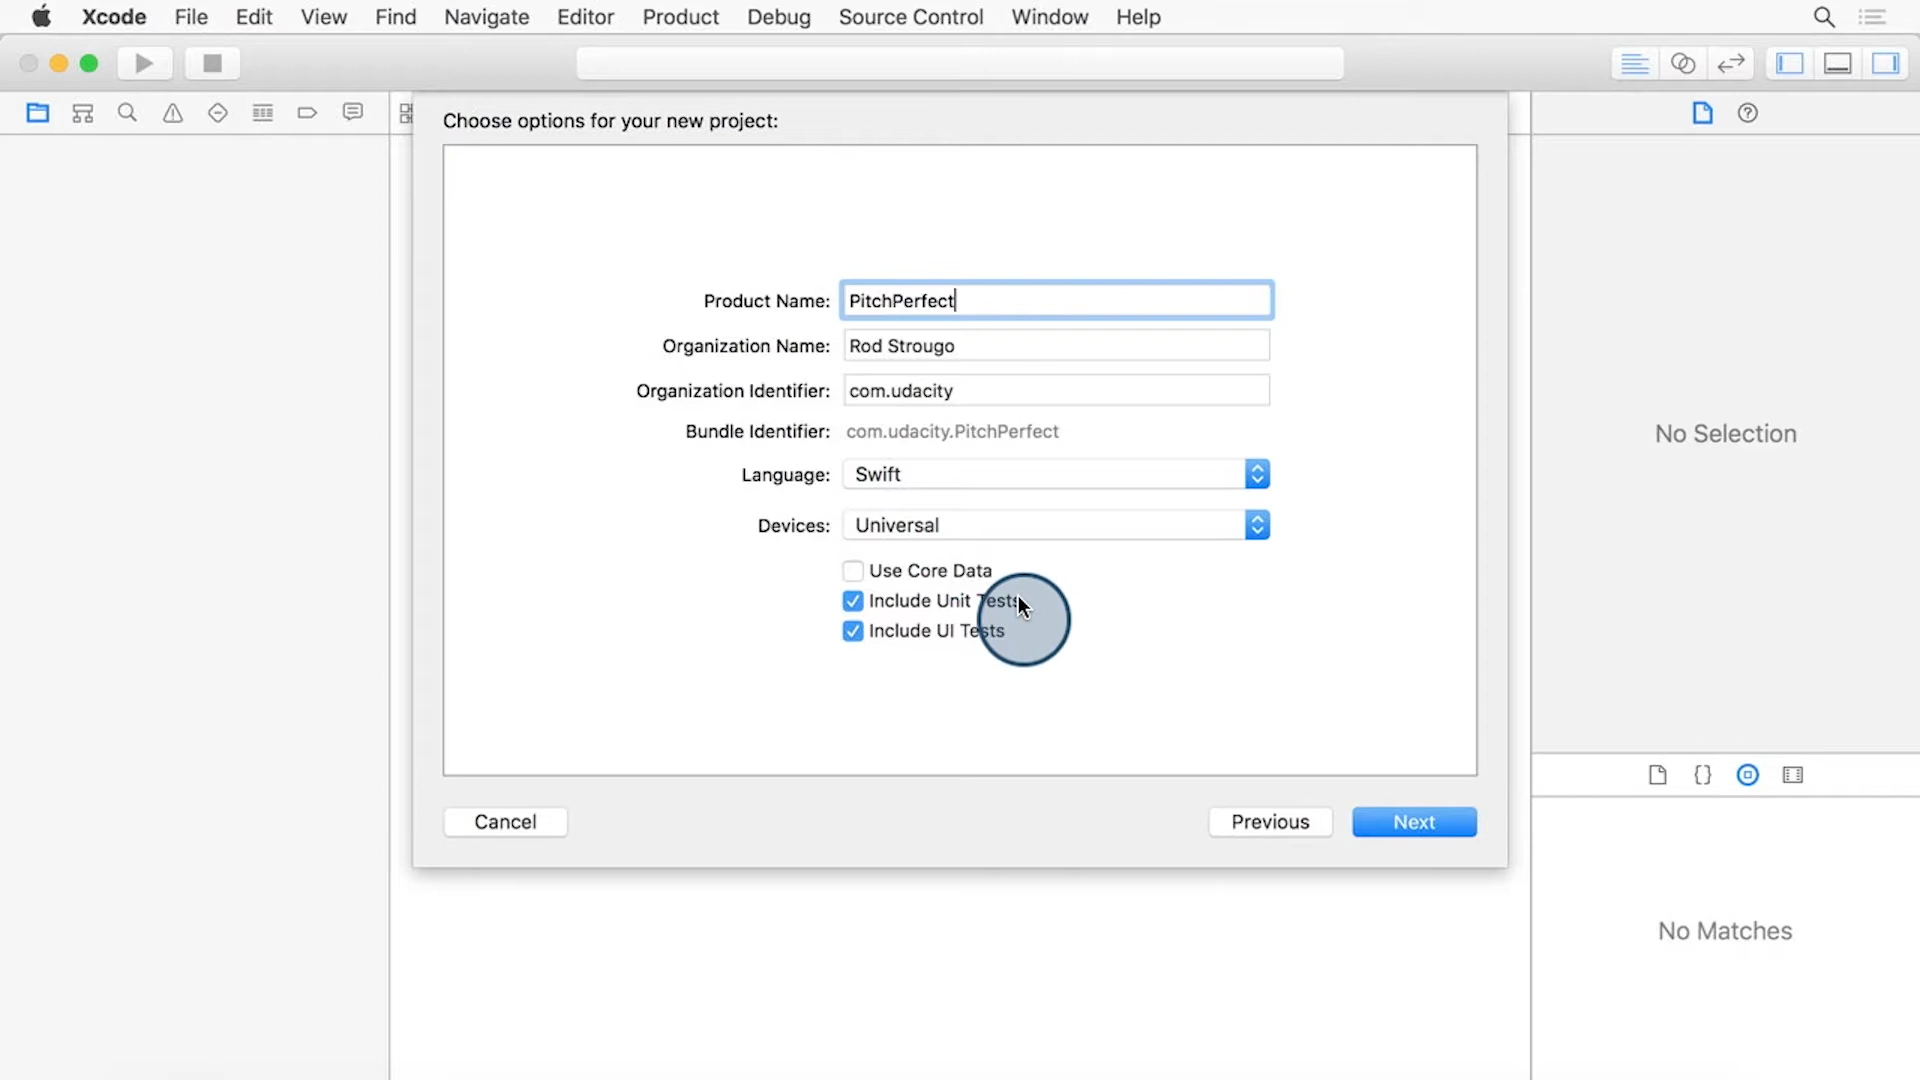 Xcode File Edit View Find Navigate Editor Product Debug Source Control Window Help
Choose options for your new project:
Product Name: PitchPerfect
Organization Name: Rod Strougo
Organization Identifier: com.udacity
Bundle Identifier: com.udacity.PitchPerfect
Language: Swift
Devices: Universal
Use Core Data
Include Unit Tests
Include UI Tests
Cancel Previous Next
No Selection
No Matches